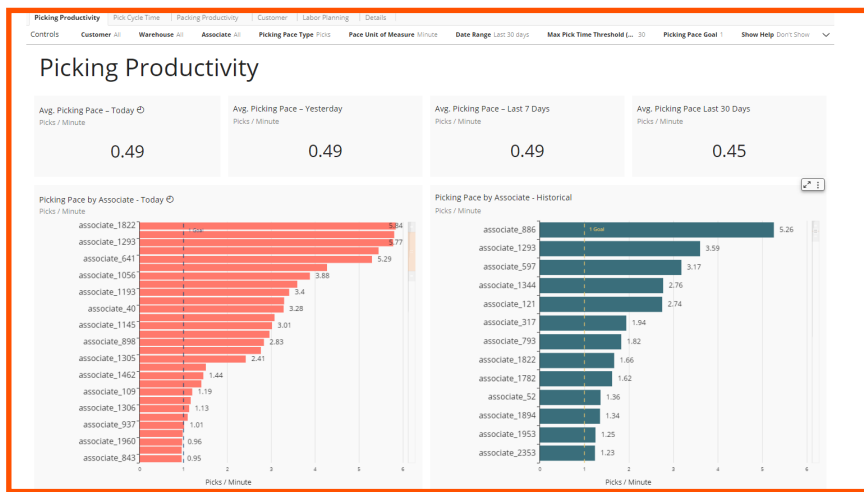 Picking Productivity Pick Cycle Time Packing Productivity Customer Labor Planning Details
Controls Customer All Warehouse All Associate All Picking Pace Type Picks Pace Unit of Measure Minute Date Range Last 30 days Max Pick Time Threshold (... 30 Picking Pace Goal 1 Show Help Don't Show
Picking Productivity
Avg. Picking Pace – Today
Picks / Minute
0.49
Avg. Picking Pace – Yesterday
Picks / Minute
0.49
Avg. Picking Pace – Last 7 Days
Picks / Minute
0.49
Avg. Picking Pace Last 30 Days
Picks / Minute
0.45
Picking Pace by Associate - Today
Picks / Minute
1 Goal
associate_1822 5.84
associate_1293 5.77
associate_641 5.29
associate_1056 3.88
associate_1193 3.4
associate_40 3.28
associate_1145 3.01
associate_898 2.83
associate_1305 2.41
associate_1462 1.44
associate_109 1.19
associate_1306 1.13
associate_937 1.01
associate_1960 0.96
associate_843 0.95
0 1 2 3 4 5 6
Picks / Minute
Picking Pace by Associate - Historical
Picks / Minute
1 Goal
associate_886 5.26
associate_1293 3.59
associate_597 3.17
associate_1344 2.76
associate_121 2.74
associate_317 1.94
associate_793 1.82
associate_1822 1.66
associate_1782 1.62
associate_52 1.36
associate_1894 1.34
associate_1953 1.25
associate_2353 1.23
0 1 2 3 4 5 6
Picks / Minute